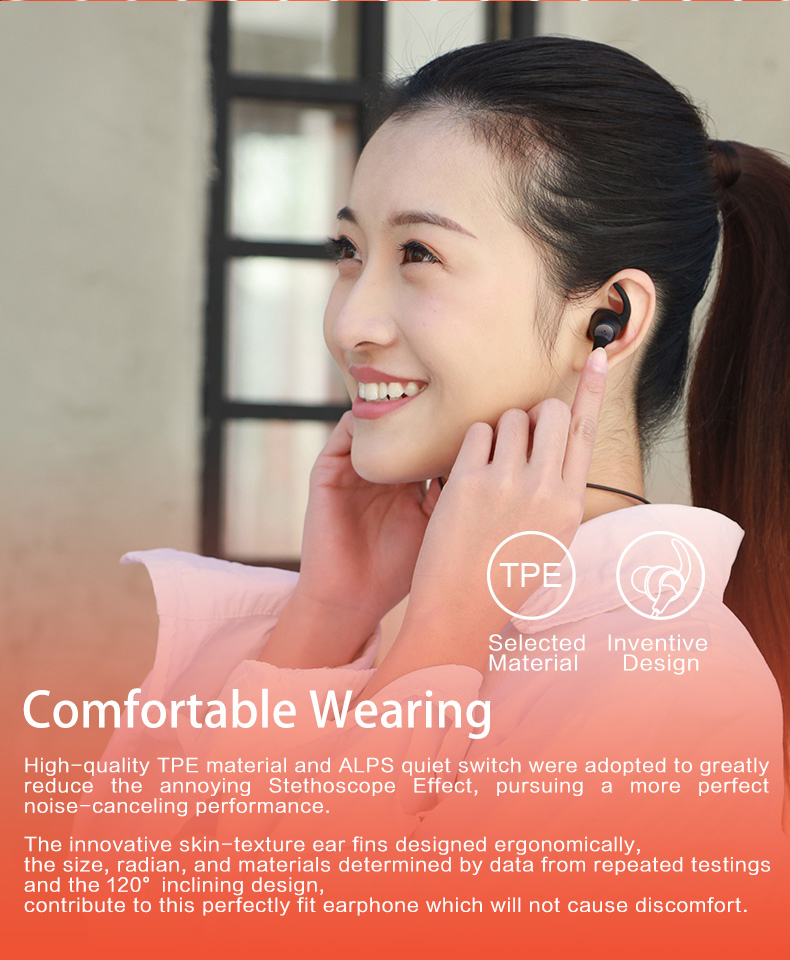 TPE
Selected
Material
Inventive
Design
Comfortable Wearing
High-quality TPE material and ALPS quiet switch were adopted to greatly
reduce the annoying Stethoscope Effect, pursuing a more perfect
noise-canceling performance.
The innovative skin-texture ear fins designed ergonomically,
the size, radian, and materials determined by data from repeated testings
and the 120° inclining design,
contribute to this perfectly fit earphone which will not cause discomfort.